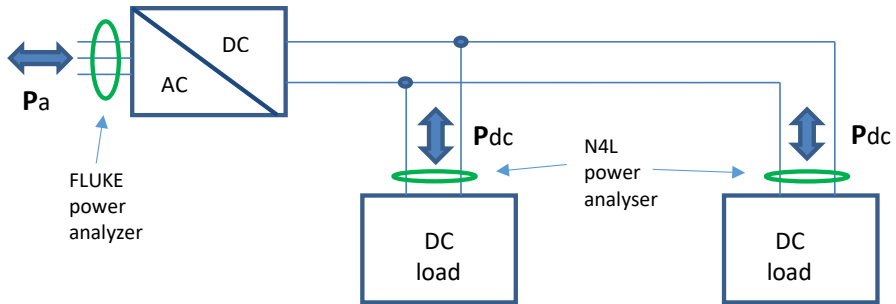 DC
AC
Pa
FLUKE
power
analyzer
Pdc
N4L
power
analyser
Pdc
DC
load
DC
load